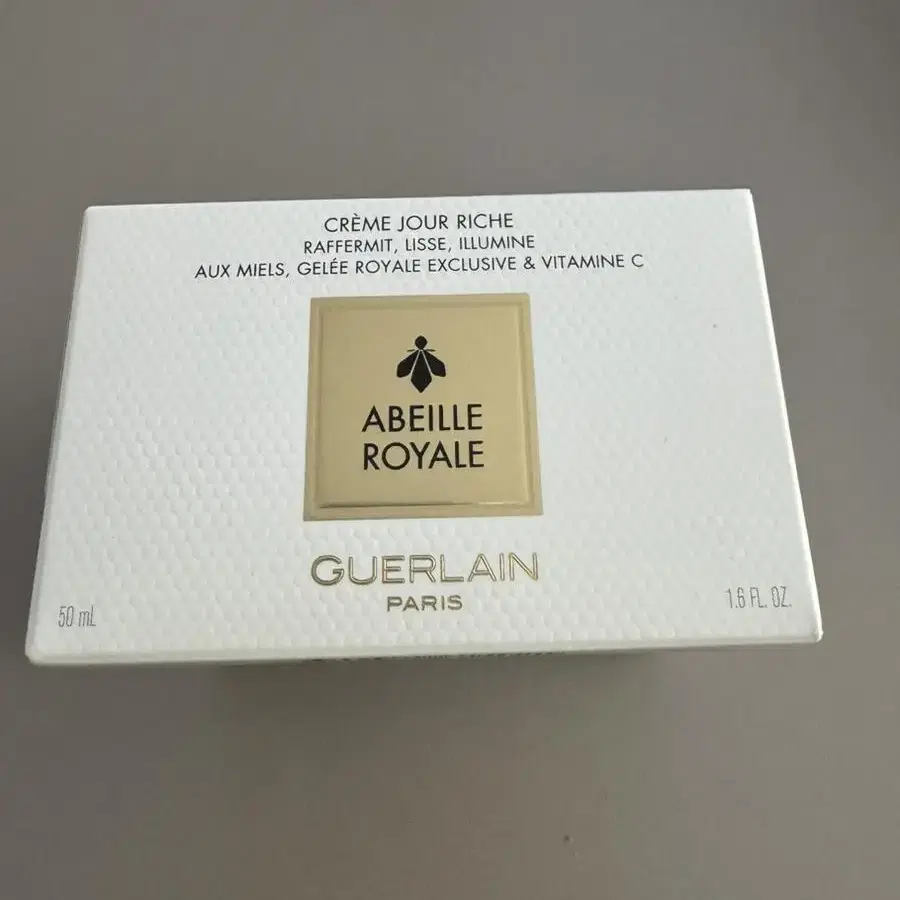 CRÈME JOUR RICHE
RAFFERMIT, LISSE, ILLUMINE
AUX MIELS, GELÉE ROYALE EXCLUSIVE & VITAMINE C
ABEILLE
ROYALE
GUERLAIN
PARIS
50 mL
1.6 FL. OZ.